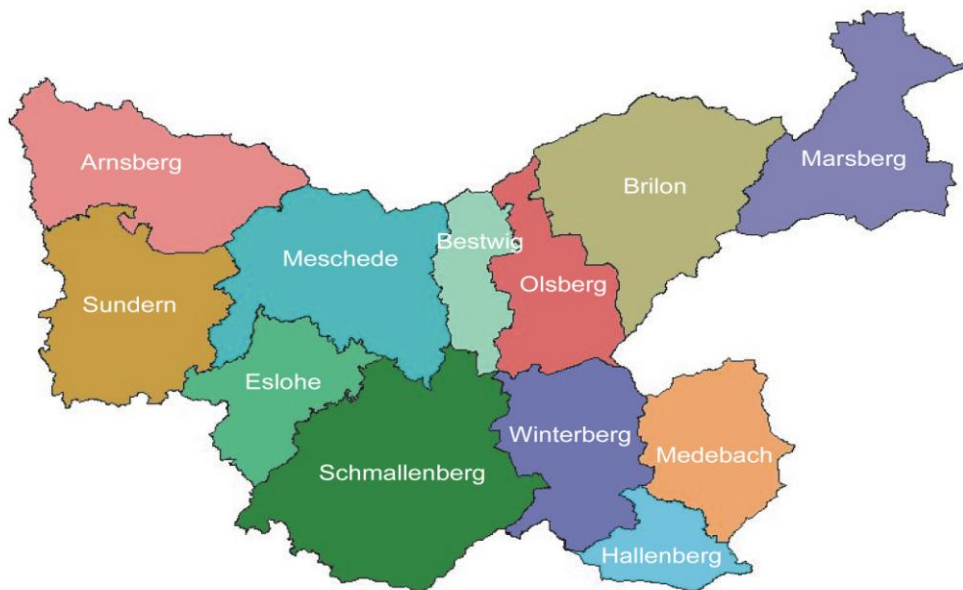 Arnsberg
Brilon
Marsberg
Bestwig
Meschede
Olsberg
Sundern
Eslohe
Winterberg
Medebach
Schmallenberg
Hallenberg